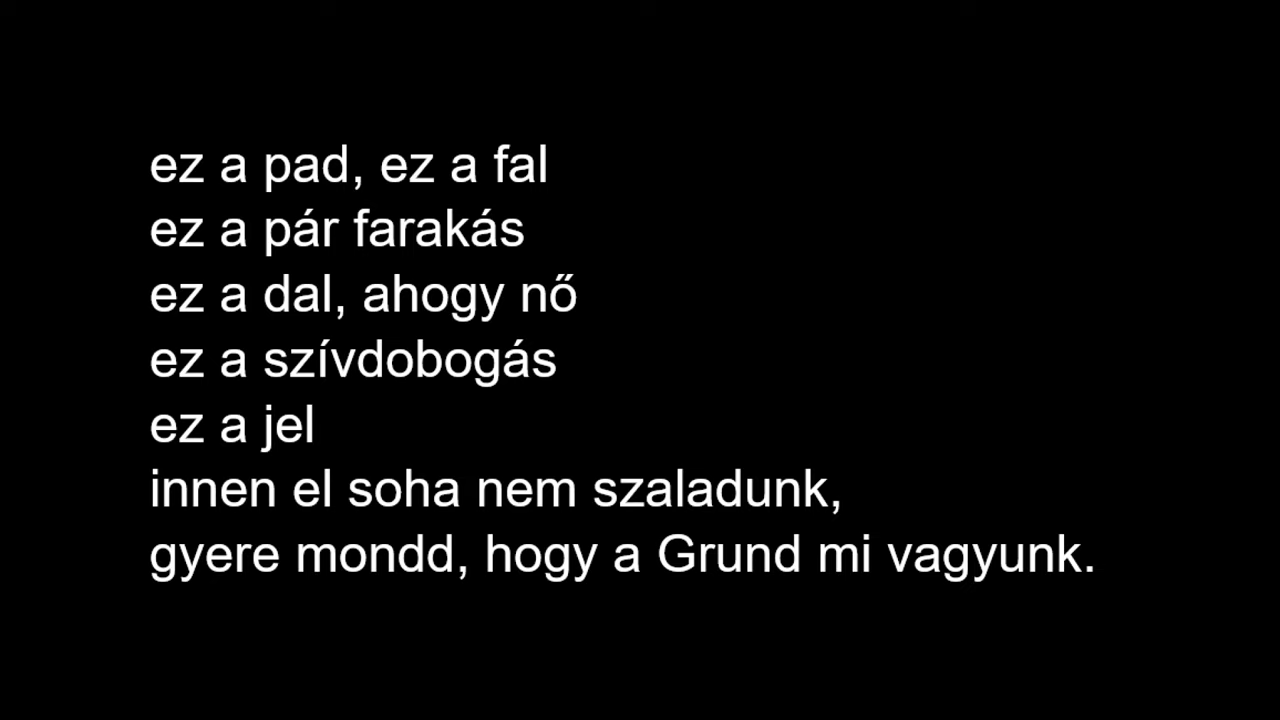 ez a pad, ez a fal
ez a pár farakás
ez a dal, ahogy nő
ez a szívdobogás
ez a jel
innen el soha nem szaladunk,
gyere mondd, hogy a Grund mi vagyunk.